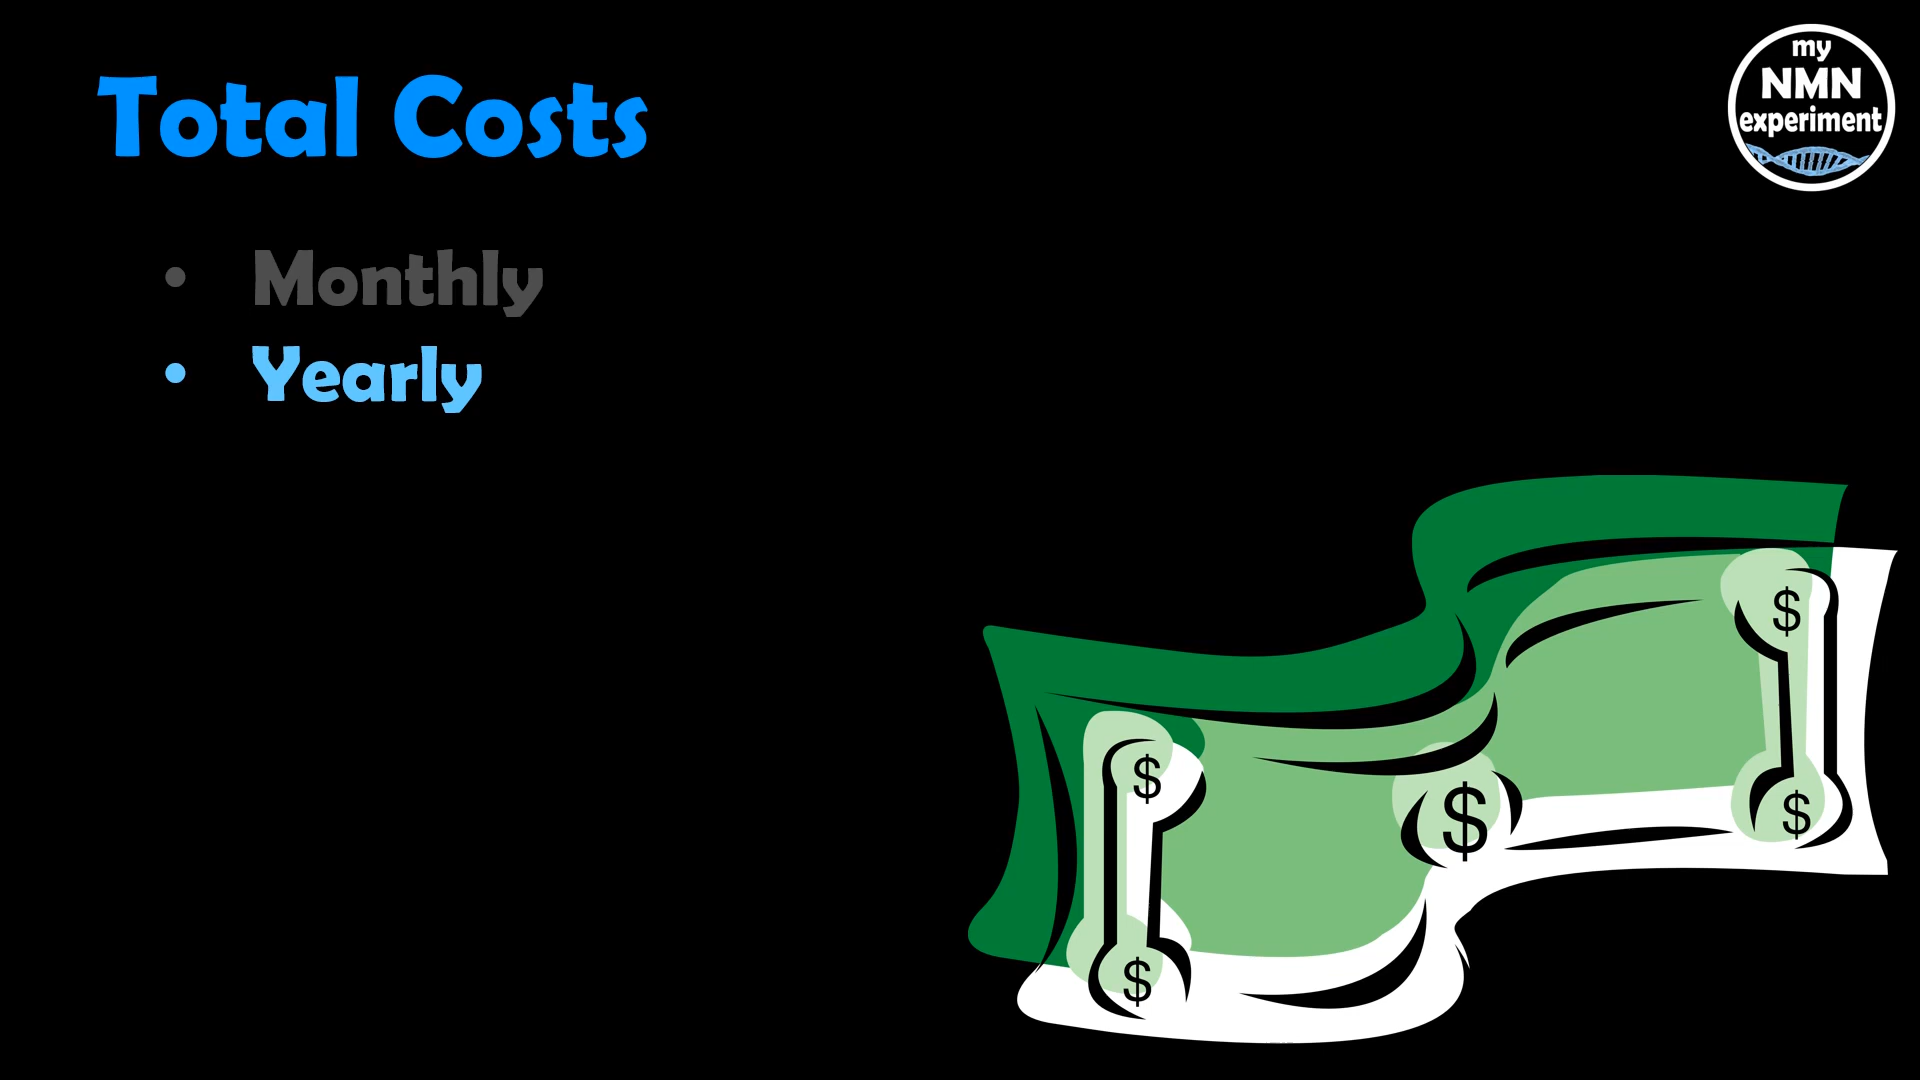 Total Costs
my
NMN
experiment
• Monthly
• Yearly
$
$
$
$
$